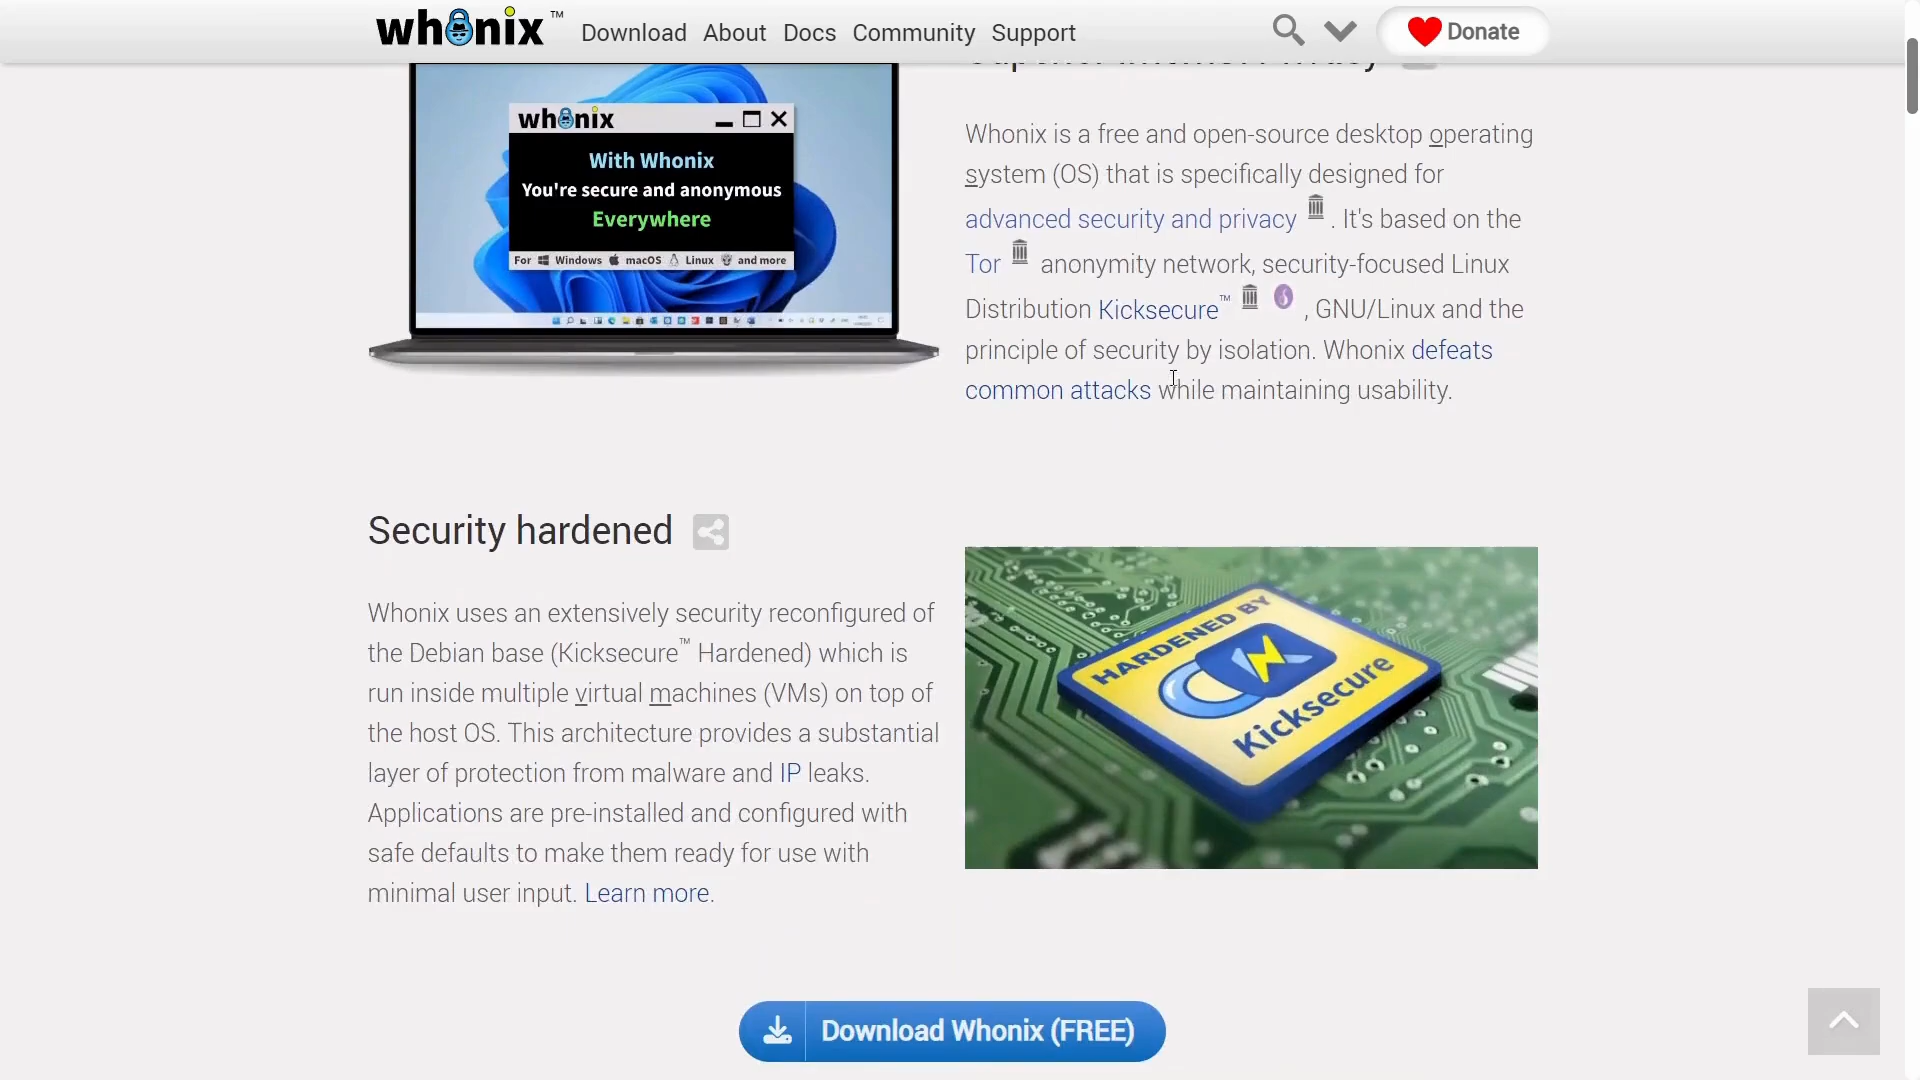 whonix™ Download About Docs Community Support Donate
whonix
With Whonix
You're secure and anonymous
Everywhere
For Windows macOS Linux and more
Whonix is a free and open-source desktop operating
system (OS) that is specifically designed for
advanced security and privacy . It's based on the
Tor anonymity network, security-focused Linux
Distribution Kicksecure™ , GNU/Linux and the
principle of security by isolation. Whonix defeats
common attacks while maintaining usability.
Security hardened
Whonix uses an extensively security reconfigured of
the Debian base (Kicksecure™ Hardened) which is
run inside multiple virtual machines (VMs) on top of
the host OS. This architecture provides a substantial
layer of protection from malware and IP leaks.
Applications are pre-installed and configured with
safe defaults to make them ready for use with
minimal user input. Learn more.
HARDENED BY
Kicksecure
Download Whonix (FREE)